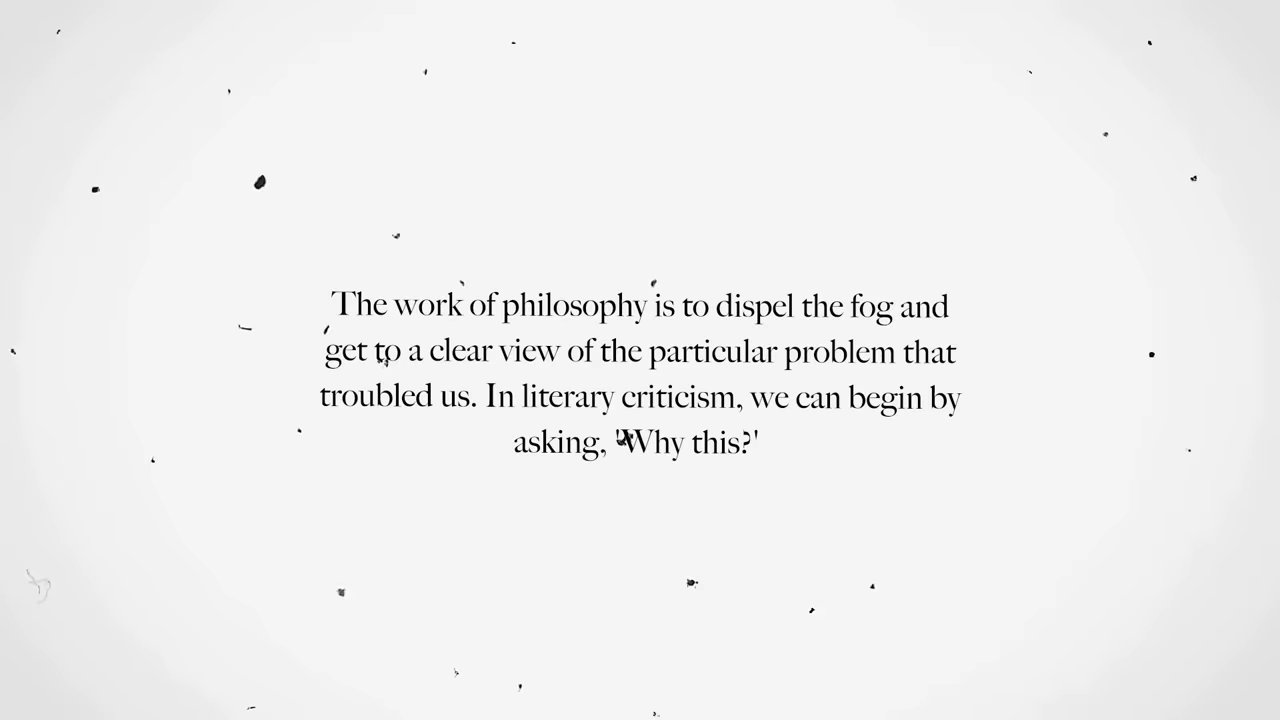 The work of philosophy is to dispel the fog and
get to a clear view of the particular problem that
troubled us. In literary criticism, we can begin by
asking, 'Why this?'